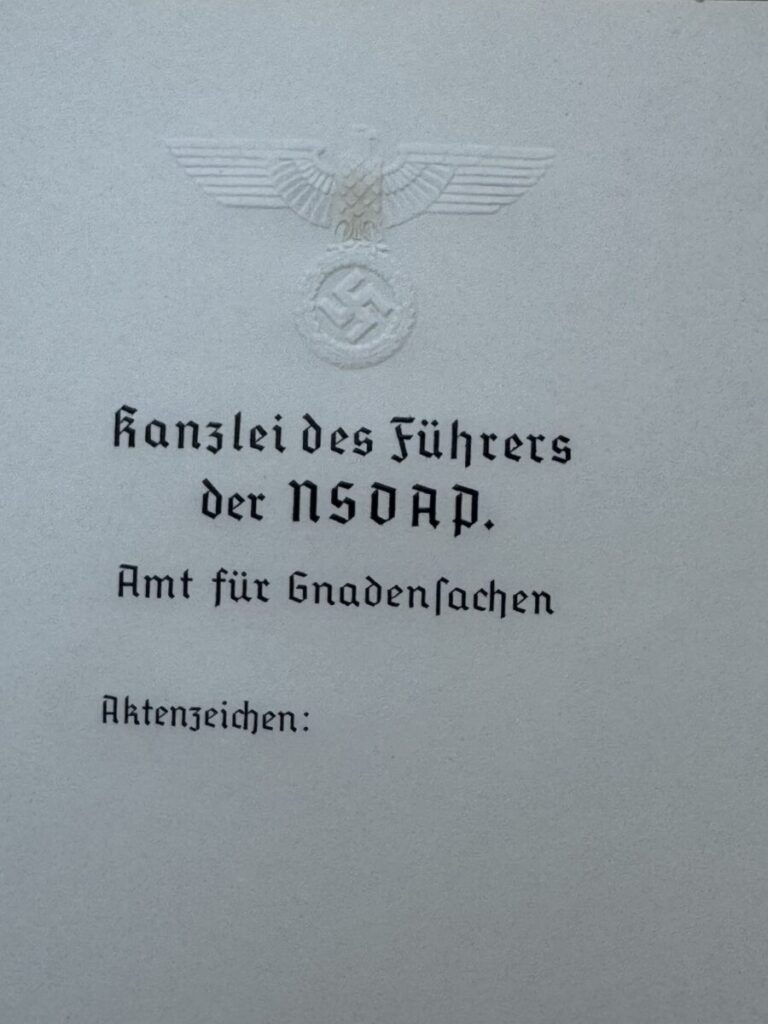 Kanzlei des Führers
der NSDAP.
Amt für Gnadenſachen
Aktenzeichen: